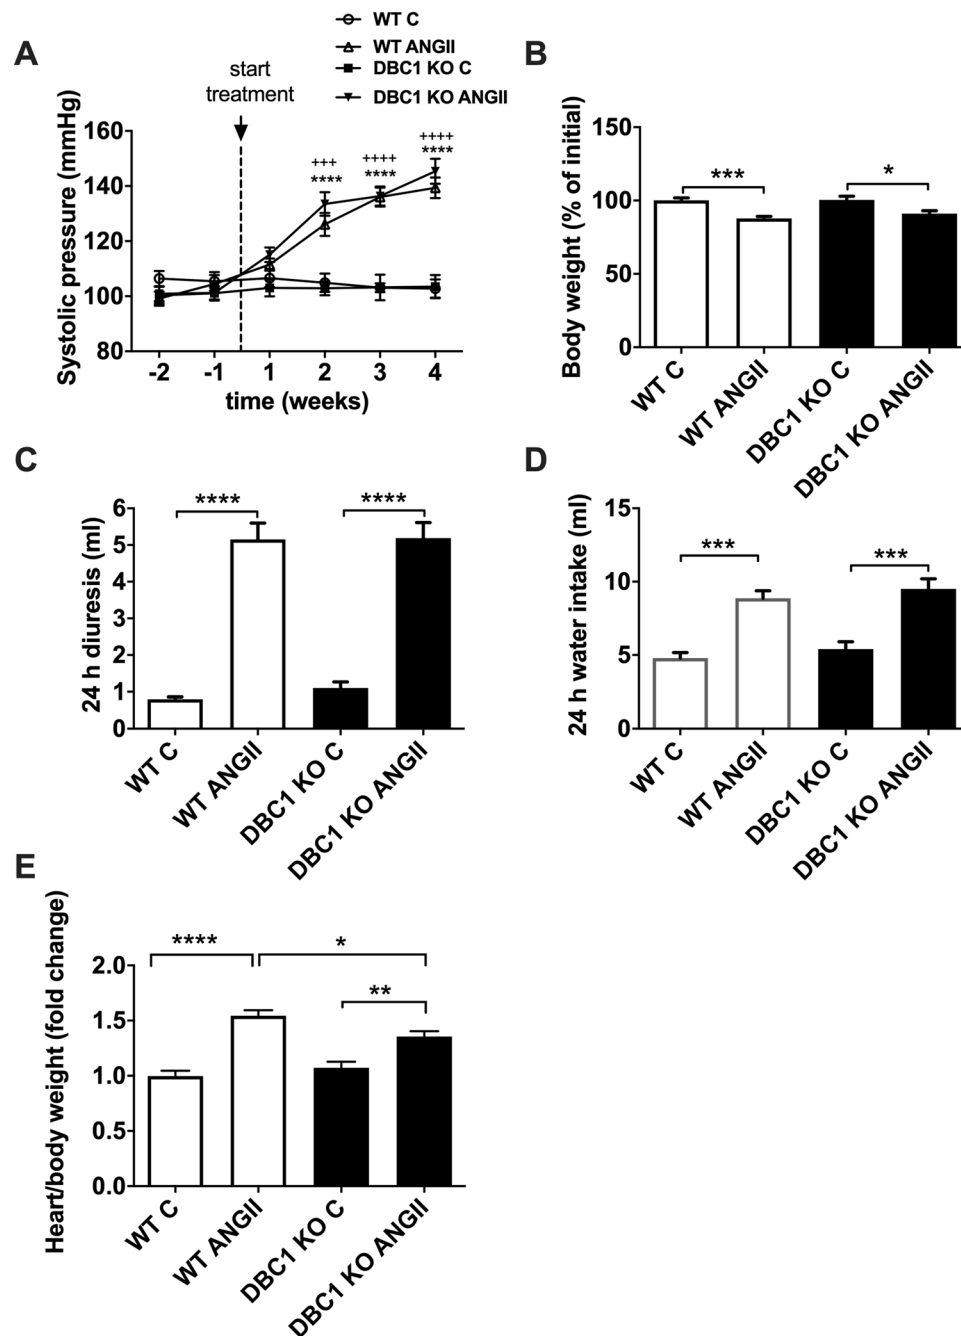 WT C
WT ANGII
DBC1 KO C
DBC1 KO ANGII
A
start
treatment
Systolic pressure (mmHg)
160
140
120
100
80
+++
****
++++
****
++++
****
-2 -1 1 2 3 4
time (weeks)
B
Body weight (% of initial)
150
100
50
0
***
*
WT C
WT ANGII
DBC1 KO C
DBC1 KO ANGII
C
24 h diuresis (ml)
6
5
4
3
2
1
0
****
****
WT C
WT ANGII
DBC1 KO C
DBC1 KO ANGII
D
24 h water intake (ml)
15
10
5
0
***
***
WT C
WT ANGII
DBC1 KO C
DBC1 KO ANGII
E
Heart/body weight (fold change)
2.0
1.5
1.0
0.5
0.0
****
*
**
WT C
WT ANGII
DBC1 KO C
DBC1 KO ANGII